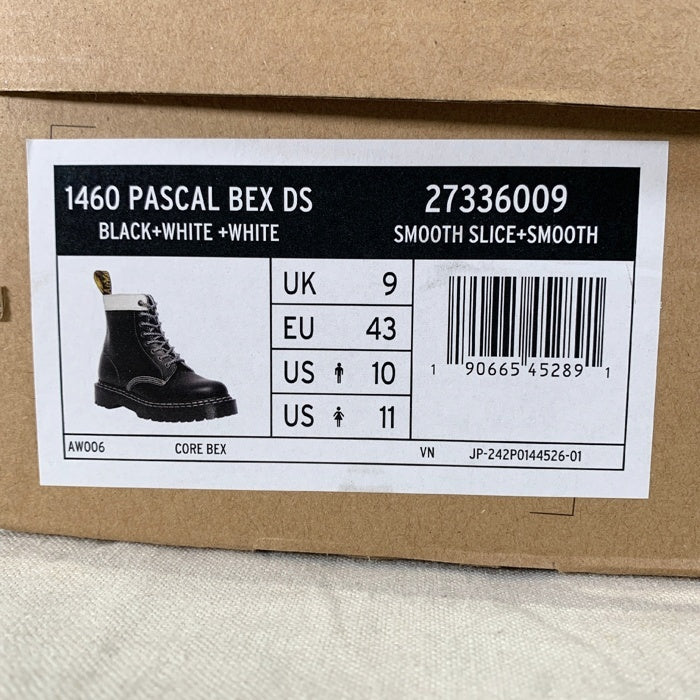 1460 PASCAL BEX DS
BLACK+WHITE +WHITE
27336009
SMOOTH SLICE+SMOOTH
UK 9
EU 43
US 10
US 11
1 90665 45289 1
AW006 CORE BEX VN JP-242P0144526-01